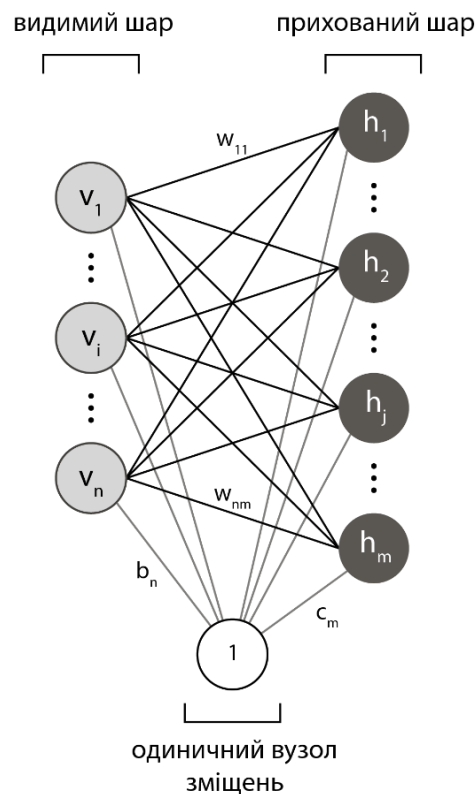 видимий шар
прихований шар
w₁₁
h₁
v₁
h₂
vᵢ
hⱼ
vₙ
wₙₘ
hₘ
bₙ
cₘ
1
одиничний вузол
зміщень